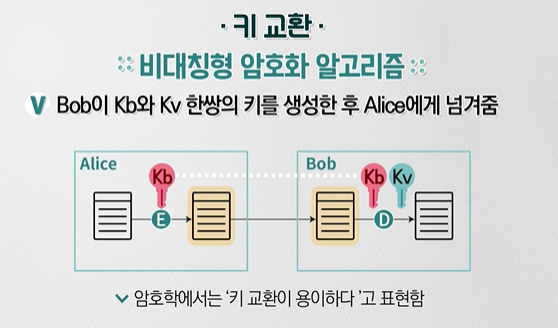 · 키 교환 ·
비대칭형 암호화 알고리즘
V Bob이 Kb와 Kv 한쌍의 키를 생성한 후 Alice에게 넘겨줌
Alice
Bob
Kb
Kb
Kv
E
D
암호학에서는 '키 교환이 용이하다 '고 표현함